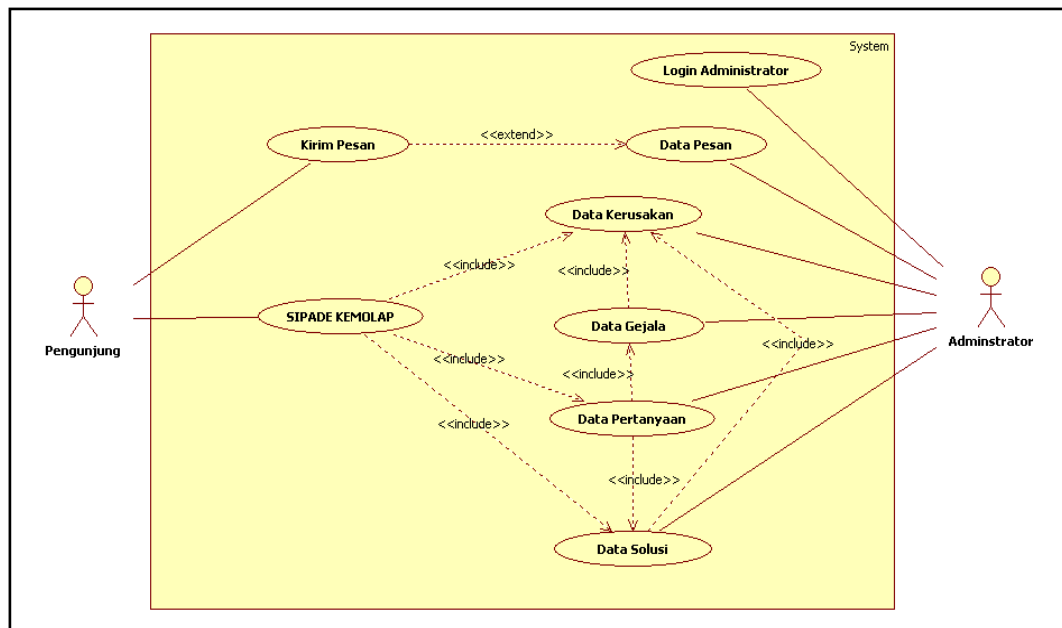 System
Login Administrator
<<extend>>
Kirim Pesan
Data Pesan
Data Kerusakan
<<include>>
<<include>>
SIPADE KEMOLAP
Data Gejala
Pengunjung
Adminstrator
<<include>>
<<include>>
<<include>>
Data Pertanyaan
<<include>>
<<include>>
Data Solusi